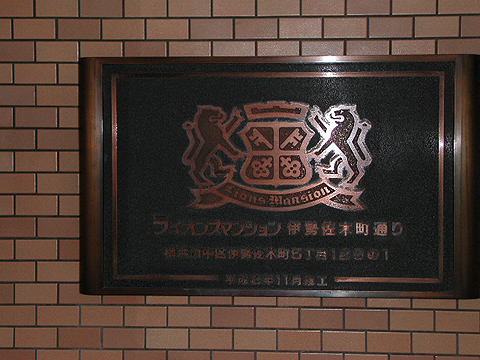 Lions Mansion
ライオンズマンション 伊勢佐木町通り
横浜市中区伊勢佐木町5丁目129の1
平成2年11月竣工